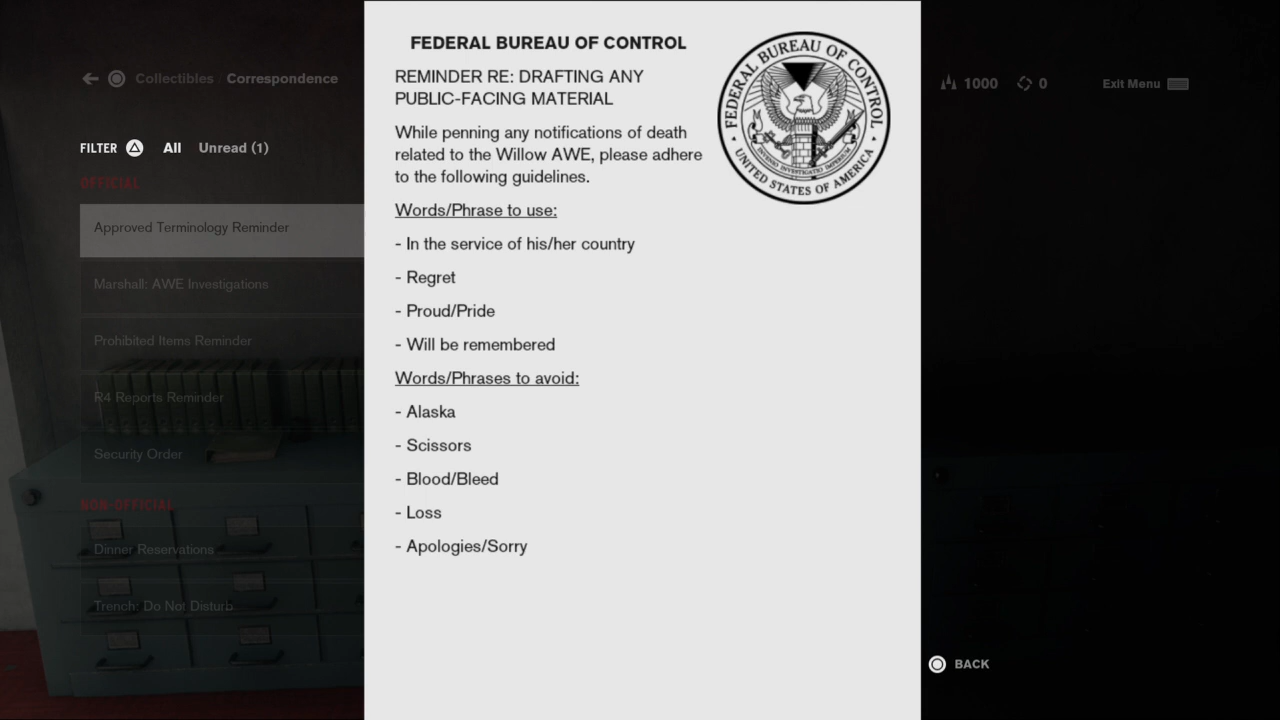 Collectibles Correspondence
1000 0 Exit Menu
FILTER All Unread (1)
OFFICIAL
Approved Terminology Reminder
Marshall: AWE Investigations
Prohibited Items Reminder
R4 Reports Reminder
Security Order
NON-OFFICIAL
Dinner Reservations
Trench: Do Not Disturb
FEDERAL BUREAU OF CONTROL
REMINDER RE: DRAFTING ANY
PUBLIC-FACING MATERIAL
While penning any notifications of death
related to the Willow AWE, please adhere
to the following guidelines.
Words/Phrase to use:
- In the service of his/her country
- Regret
- Proud/Pride
- Will be remembered
Words/Phrases to avoid:
- Alaska
- Scissors
- Blood/Bleed
- Loss
- Apologies/Sorry
FEDERAL BUREAU OF CONTROL
UNITED STATES OF AMERICA
BACK